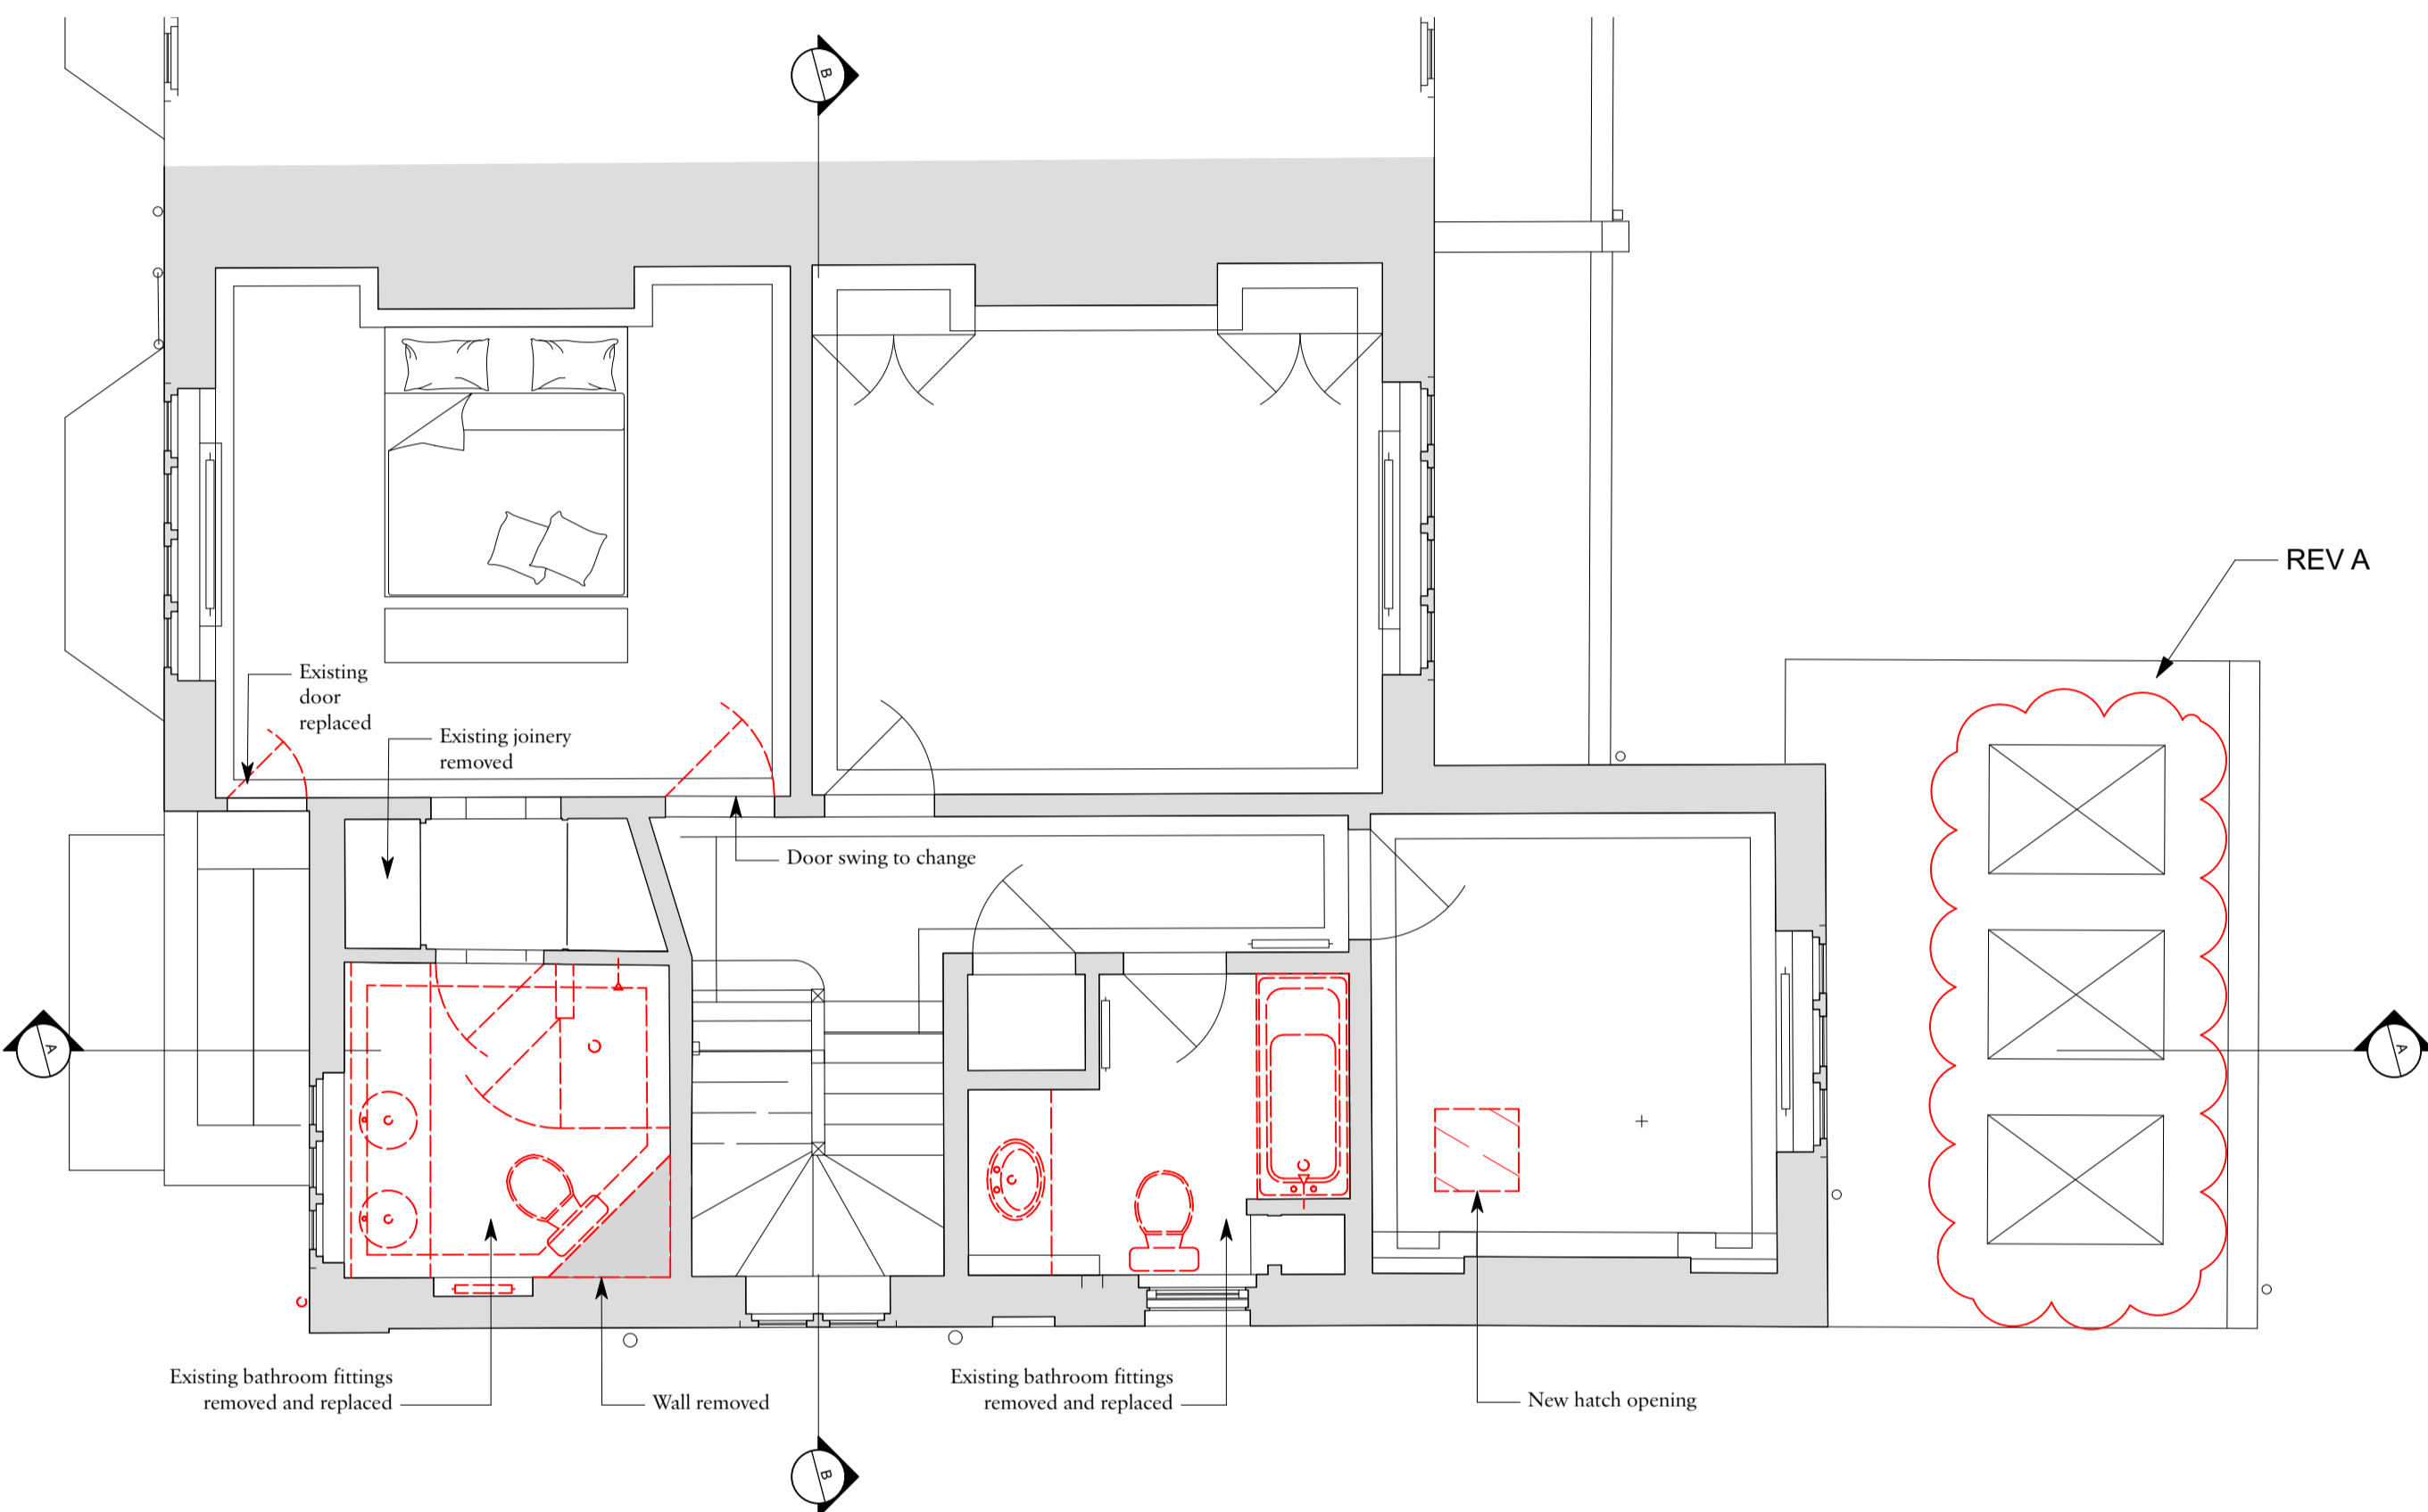 B
REV A
Existing
door
replaced
Existing joinery
removed
Door swing to change
A
A
Existing bathroom fittings
removed and replaced
Wall removed
Existing bathroom fittings
removed and replaced
New hatch opening
B